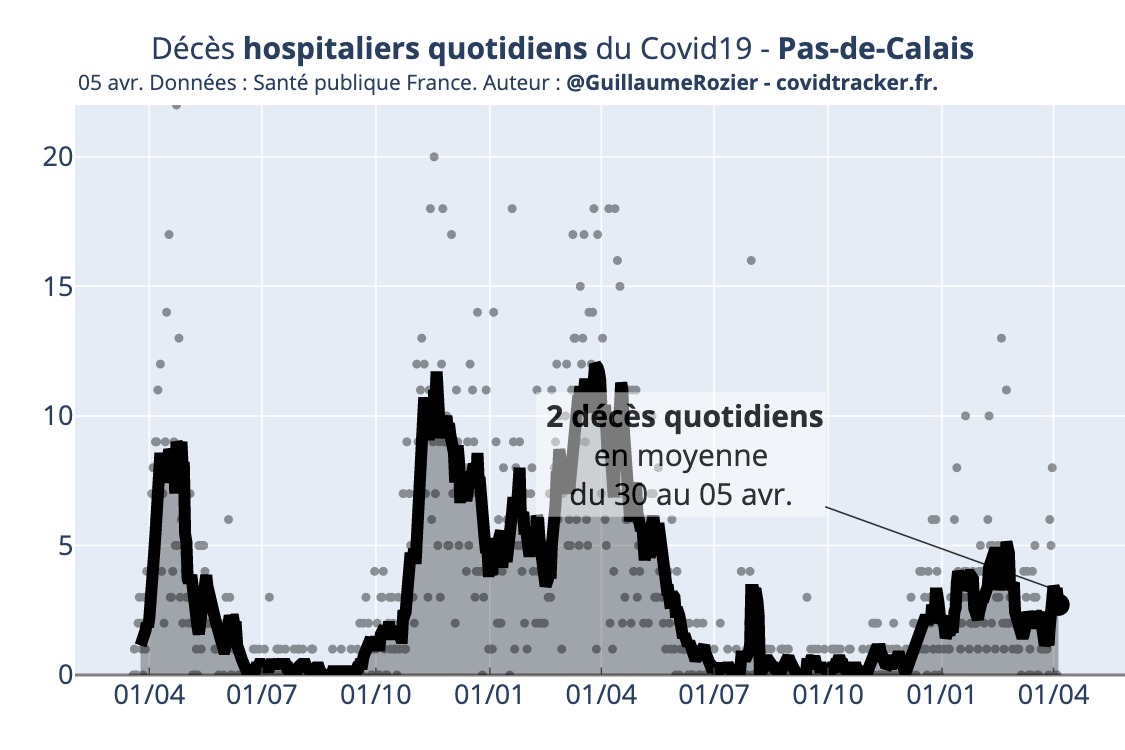 Décès hospitaliers quotidiens du Covid19 - Pas-de-Calais
05 avr. Données : Santé publique France. Auteur : @GuillaumeRozier - covidtracker.fr.
20
15
10
5
0
2 décès quotidiens
en moyenne
du 30 au 05 avr.
01/04 01/07 01/10 01/01 01/04 01/07 01/10 01/01 01/04